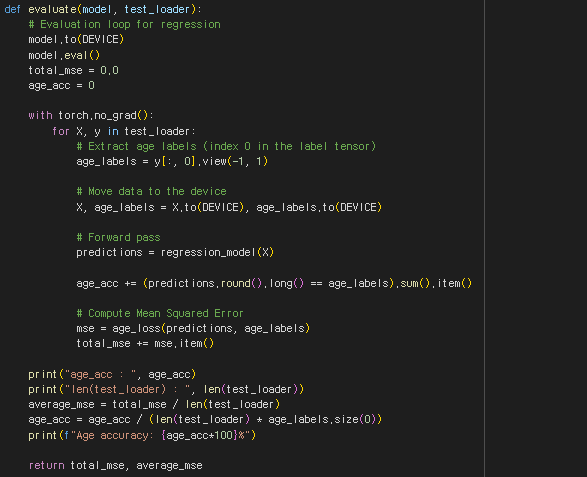 def evaluate(model, test_loader):
    # Evaluation loop for regression
    model.to(DEVICE)
    model.eval()
    total_mse = 0.0
    age_acc = 0

    with torch.no_grad():
        for X, y in test_loader:
            # Extract age labels (index 0 in the label tensor)
            age_labels = y[:, 0].view(-1, 1)

            # Move data to the device
            X, age_labels = X.to(DEVICE), age_labels.to(DEVICE)

            # Forward pass
            predictions = regression_model(X)

            age_acc += (predictions.round().long() == age_labels).sum().item()

            # Compute Mean Squared Error
            mse = age_loss(predictions, age_labels)
            total_mse += mse.item()

    print("age_acc : ", age_acc)
    print("len(test_loader) : ", len(test_loader))
    average_mse = total_mse / len(test_loader)
    age_acc = age_acc / (len(test_loader) * age_labels.size(0))
    print(f"Age accuracy: {age_acc*100}%")

    return total_mse, average_mse